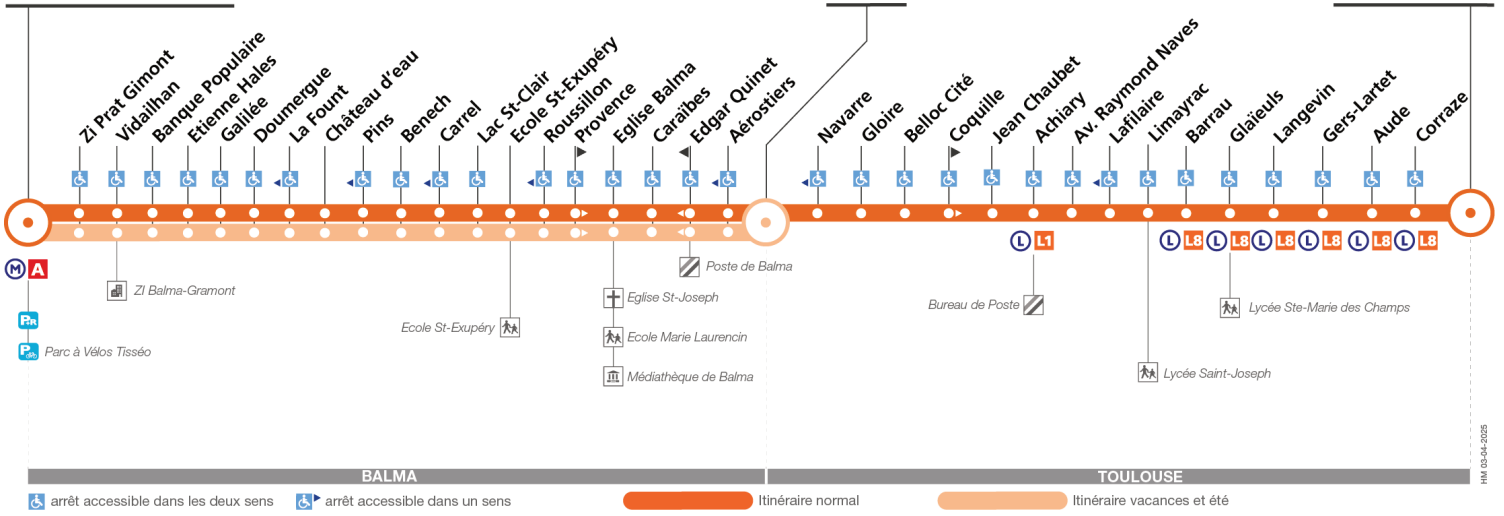 Zi Prat Gimont
Vidailhan
Banque Populaire
Etienne Hales
Galilée
Doumergue
La Fount
Château d'eau
Pins
Benech
Carrel
Lac St-Clair
Ecole St-Exupéry
Roussillon
Provence
Eglise Balma
Caraïbes
Edgar Quinet
Aérostiers
Navarre
Gloire
Belloc Cité
Coquille
Jean Chaubet
Achiary
Av. Raymond Naves
Lafilaire
Limayrac
Barrau
Glaïeuls
Langevin
Gers-Lartet
Aude
Corraze
L L1
L L8
L L8
L L8
L L8
L L8
L L8
M A
P+R
P
Parc à Vélos Tisséo
ZI Balma-Gramont
Ecole St-Exupéry
Eglise St-Joseph
Ecole Marie Laurencin
Médiathèque de Balma
Poste de Balma
Bureau de Poste
Lycée Saint-Joseph
Lycée Ste-Marie des Champs
HM 03-04-2025
BALMA
TOULOUSE
arrêt accessible dans les deux sens
arrêt accessible dans un sens
Itinéraire normal
Itinéraire vacances et été